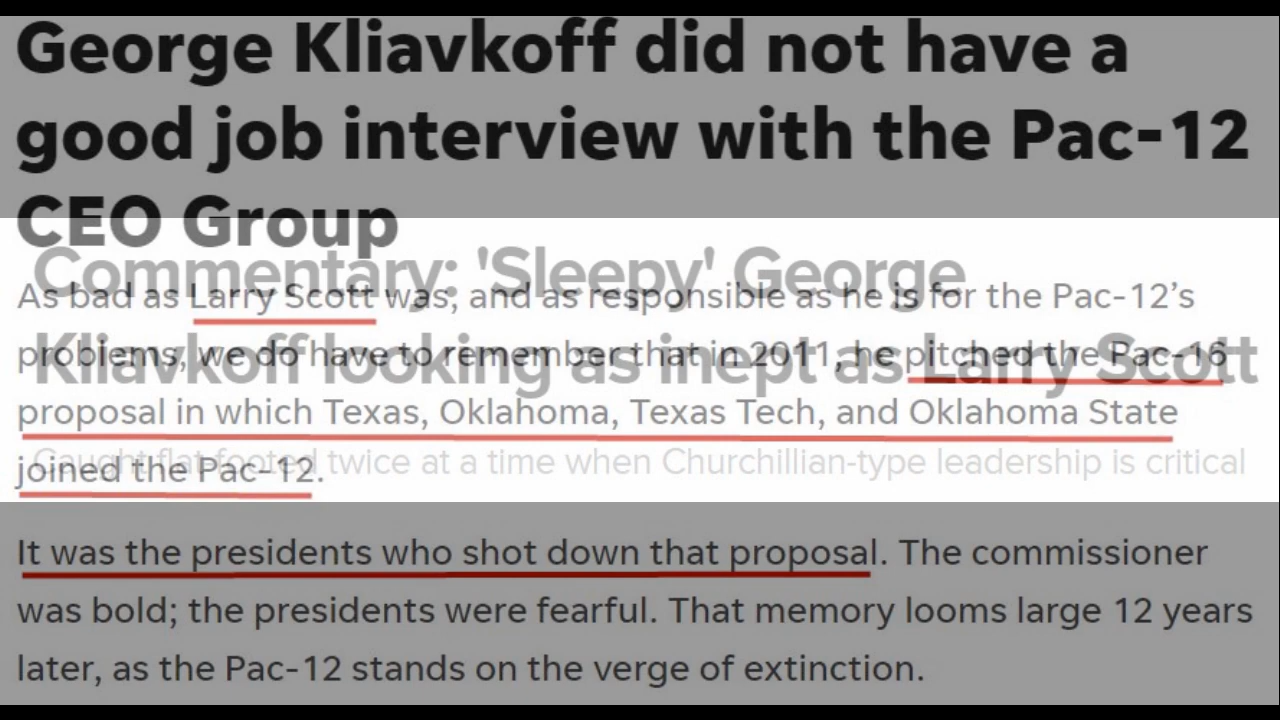 George Kliavkoff did not have a
good job interview with the Pac-12
CEO Group
Commentary: 'Sleepy' George
Kliavkoff looking as inept as Larry Scott
Caught flat-footed twice at a time when Churchillian-type leadership is critical
As bad as Larry Scott was, and as responsible as he is for the Pac-12’s
problems, we do have to remember that in 2011, he pitched the Pac-16
proposal in which Texas, Oklahoma, Texas Tech, and Oklahoma State
joined the Pac-12.
It was the presidents who shot down that proposal. The commissioner
was bold; the presidents were fearful. That memory looms large 12 years
later, as the Pac-12 stands on the verge of extinction.